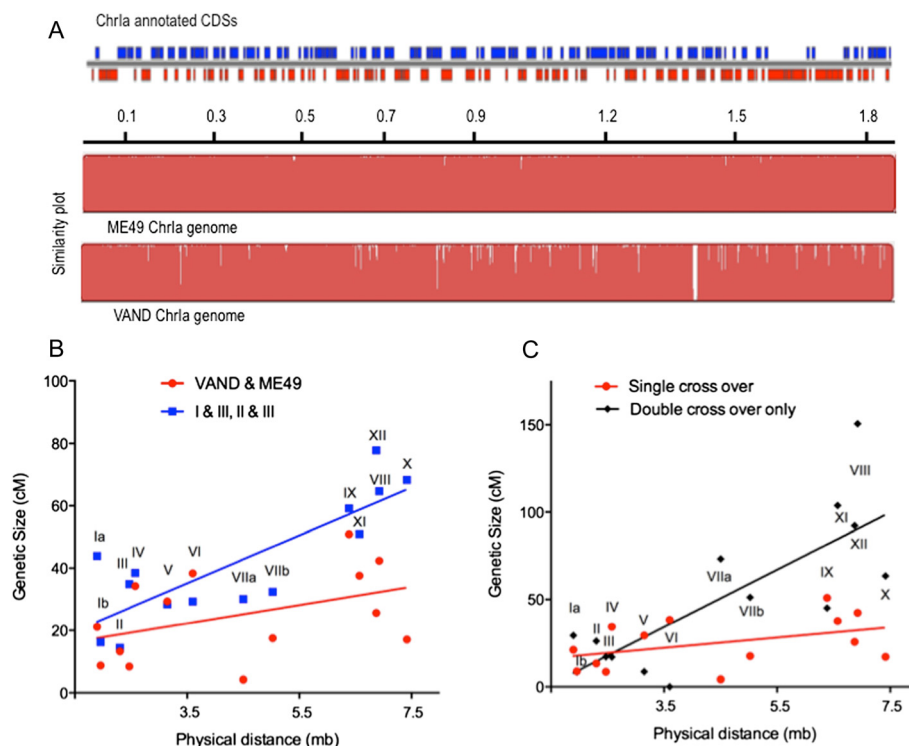 A
ChrIa annotated CDSs
0.1 0.3 0.5 0.7 0.9 1.2 1.5 1.8
Similarity plot
ME49 ChrIa genome
VAND ChrIa genome
B
VAND & ME49
I & III, II & III
100
80
60
40
20
0
Genetic Size (cM)
Ia
Ib
II
III
IV
V
VI
VIIa
VIIb
IX
XI
XII
VIII
X
3.5 5.5 7.5
Physical distance (mb)
C
Single cross over
Double cross over only
150
100
50
0
Genetic Size (cM)
Ia
Ib
II
III
IV
V
VI
VIIa
VIIb
IX
XI
XII
VIII
X
3.5 5.5 7.5
Physical distance (mb)